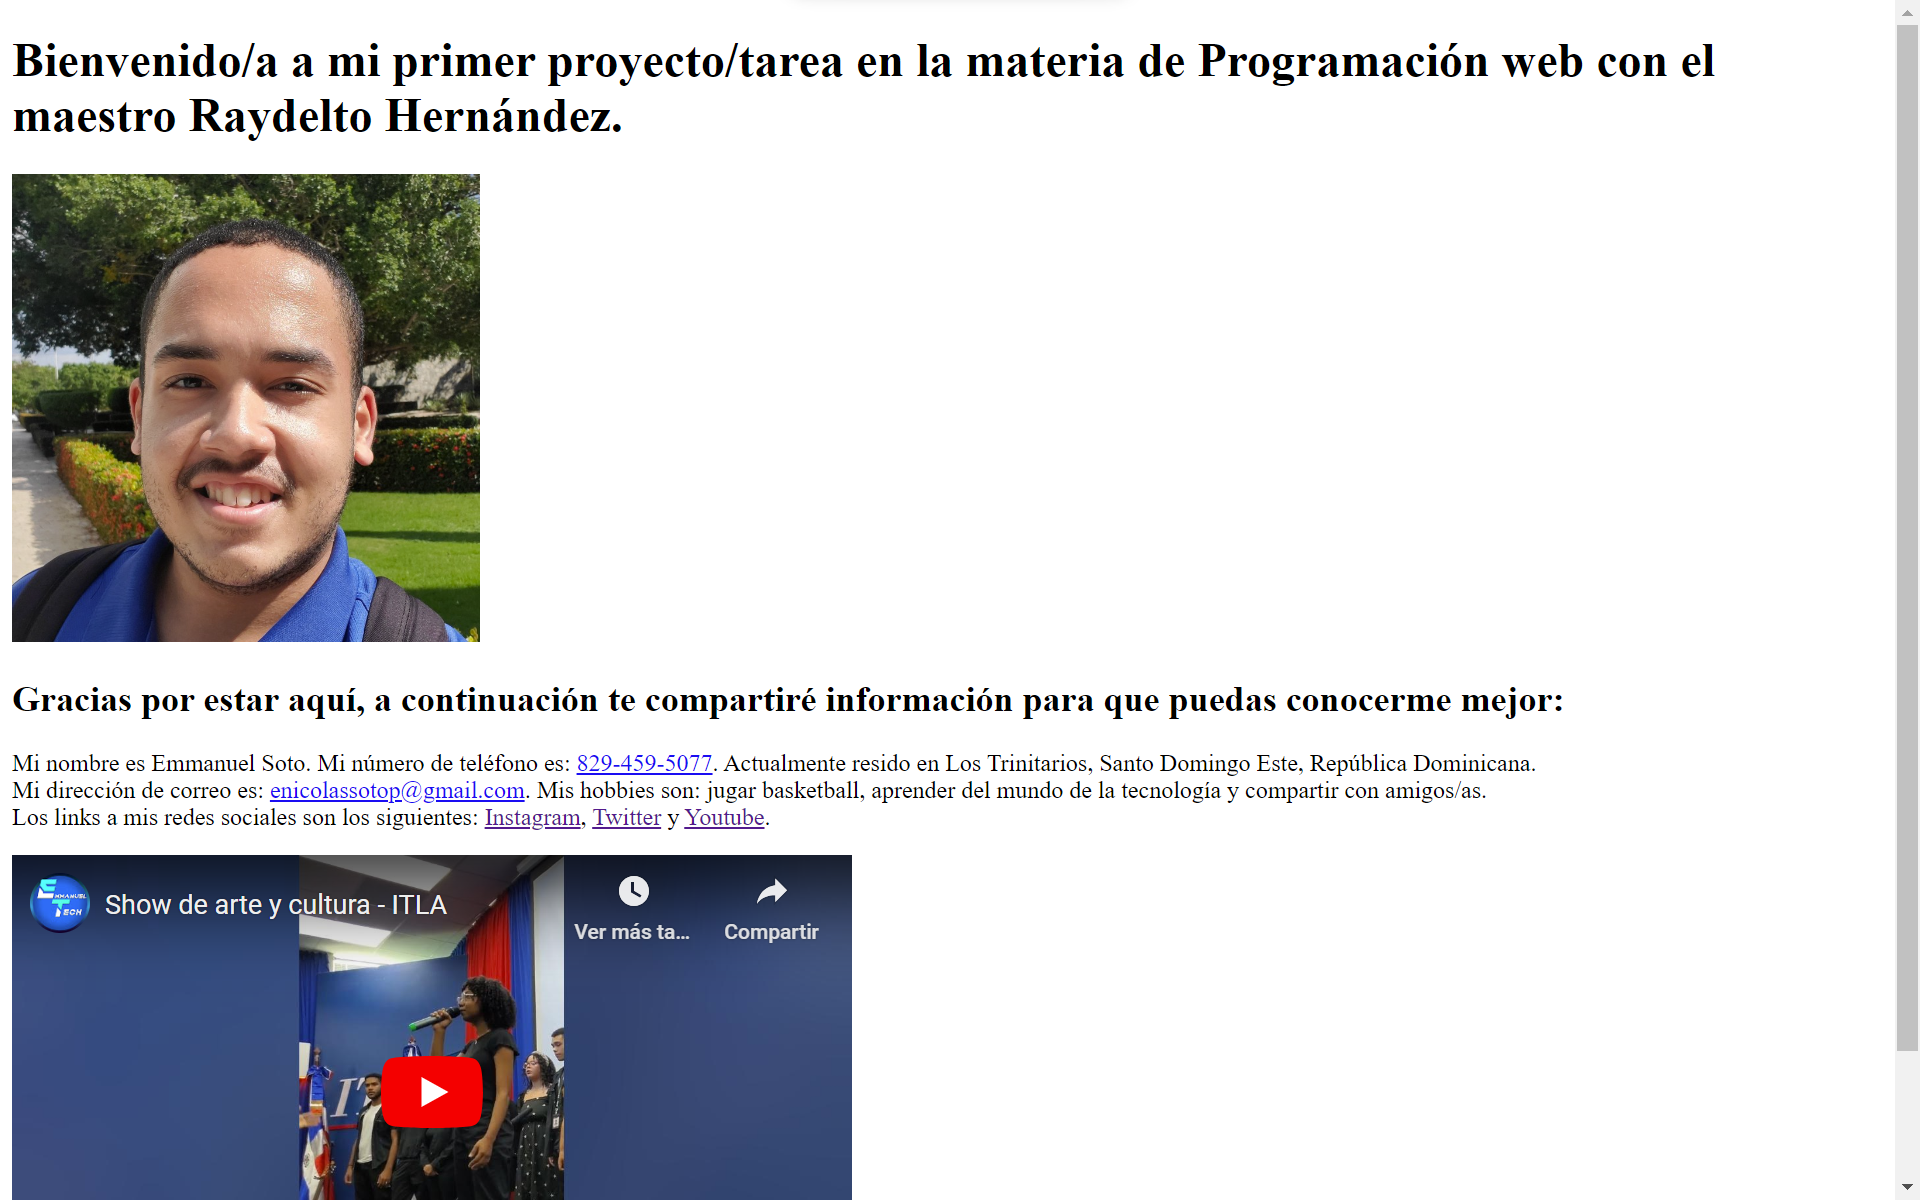 Bienvenido/a a mi primer proyecto/tarea en la materia de Programación web con el
maestro Raydelto Hernández.
Gracias por estar aquí, a continuación te compartiré información para que puedas conocerme mejor:
Mi nombre es Emmanuel Soto. Mi número de teléfono es: 829-459-5077. Actualmente resido en Los Trinitarios, Santo Domingo Este, República Dominicana.
Mi dirección de correo es: enicolassotop@gmail.com. Mis hobbies son: jugar basketball, aprender del mundo de la tecnología y compartir con amigos/as.
Los links a mis redes sociales son los siguientes: Instagram, Twitter y Youtube.
EMMANUEL
TECH
Show de arte y cultura - ITLA
Ver más ta...
Compartir